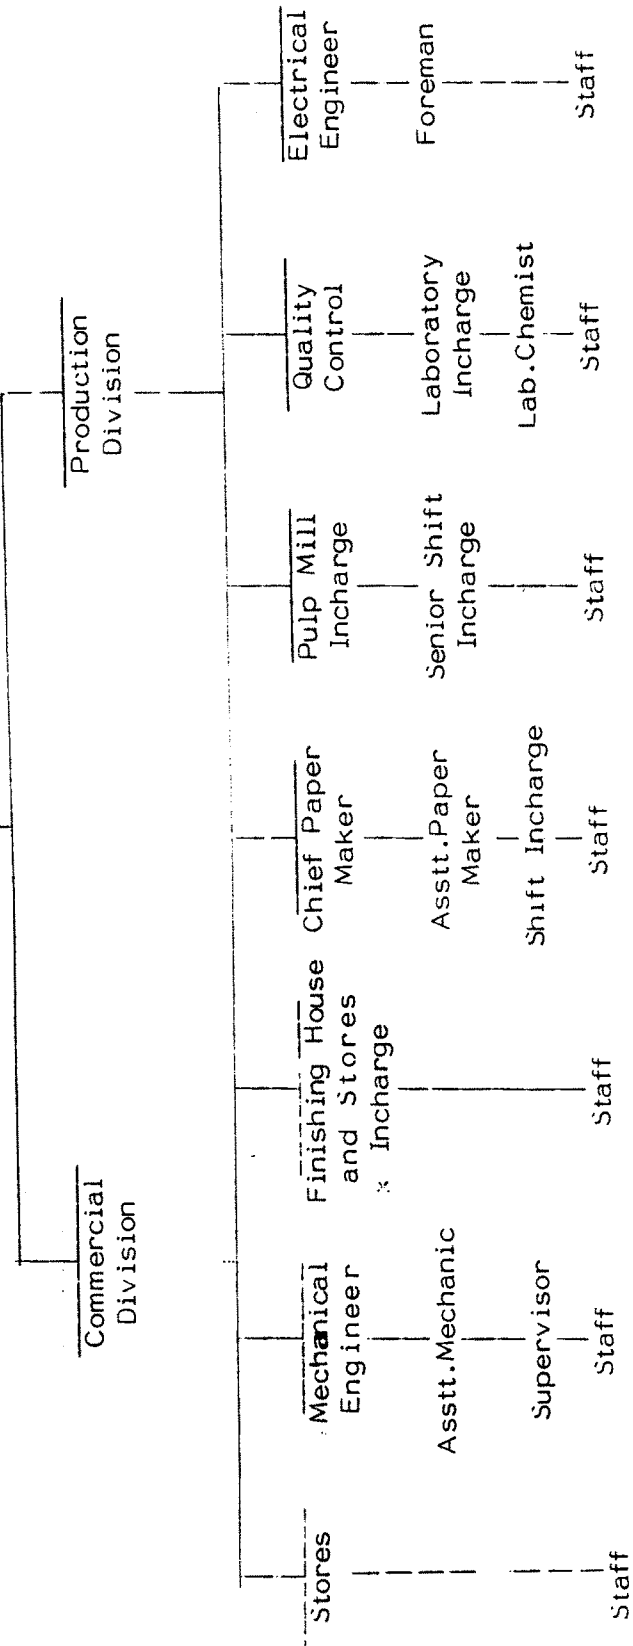 Commercial
Division
Production
Division
Stores
Mechanical
Engineer
Finishing House
and Stores
Incharge
Chief Paper
Maker
Pulp Mill
Incharge
Quality
Control
Electrical
Engineer
Asstt.Mechanic
Asstt.Paper
Maker
Senior Shift
Incharge
Laboratory
Incharge
Foreman
Supervisor
Shift Incharge
Lab.Chemist
Staff
Staff
Staff
Staff
Staff
Staff
Staff